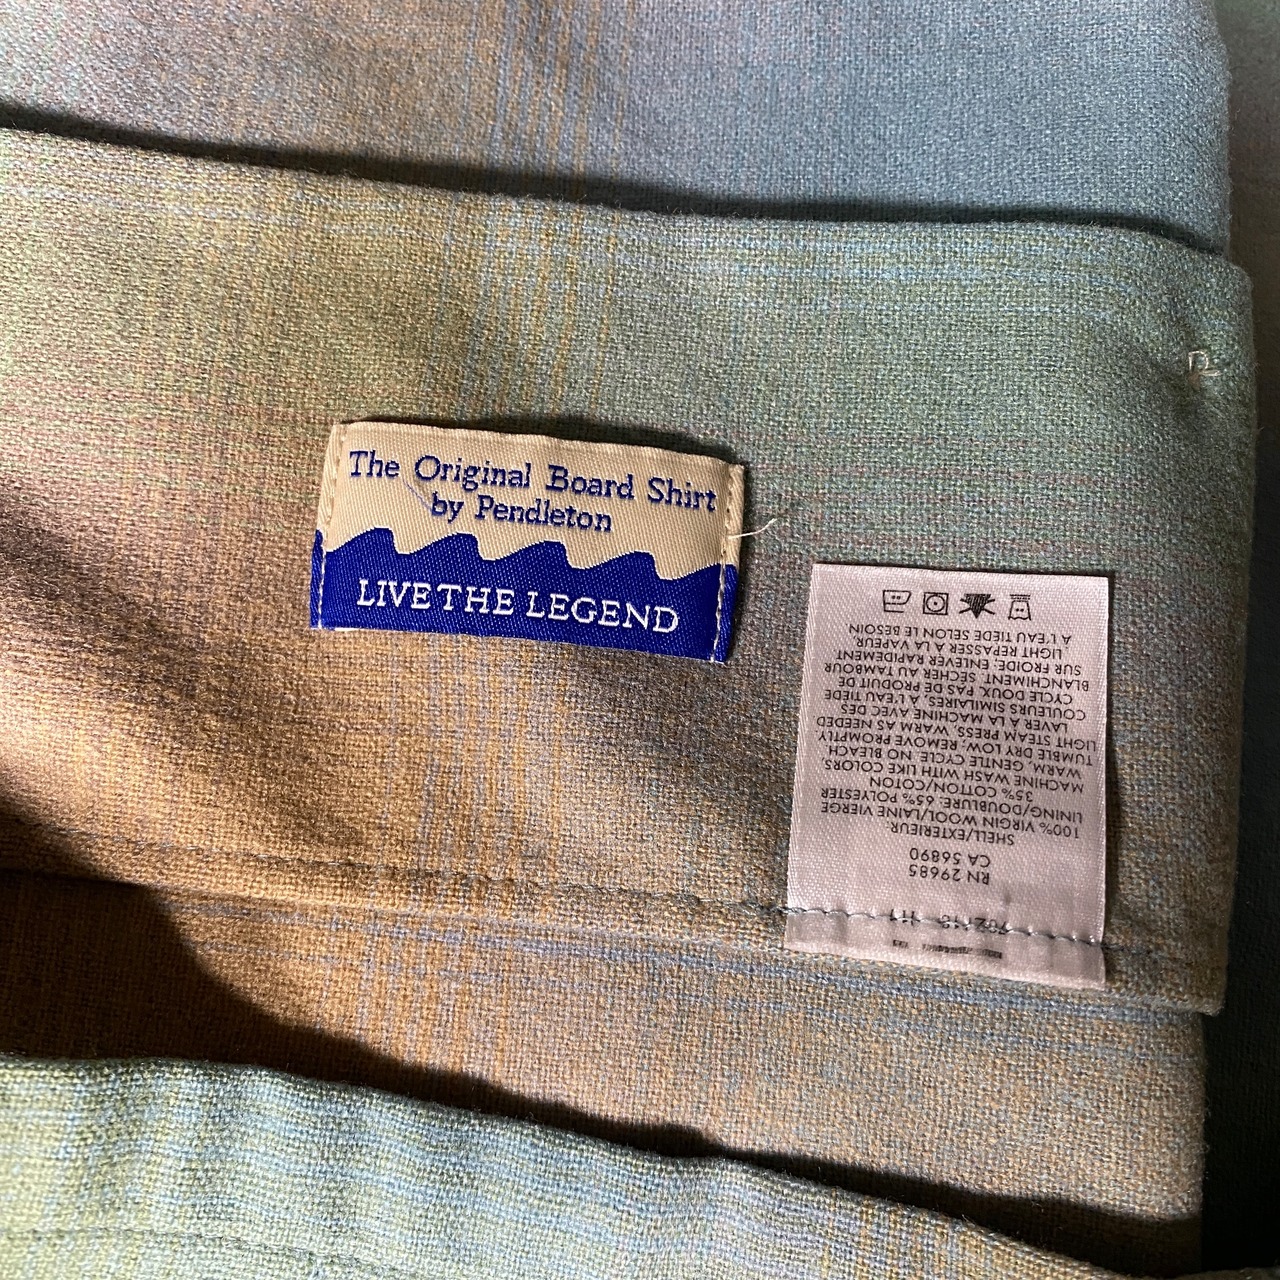 The Original Board Shirt
by Pendleton
LIVE THE LEGEND
RN 29685
CA 56890
SHELL/EXTÉRIEUR:
100% VIRGIN WOOL/LAINE VIERGE
LINING/DOUBLURE: 65% POLYESTER
35% COTTON/COTON
MACHINE WASH WITH LIKE COLORS,
WARM, GENTLE CYCLE. NO BLEACH.
TUMBLE DRY LOW; REMOVE PROMPTLY.
LIGHT STEAM PRESS, WARM AS NEEDED
LAVER A LA MACHINE AVEC DES
COULEURS SIMILAIRES, A L'EAU TIEDE
CYCLE DOUX. PAS DE PRODUIT DE
BLANCHIMENT. SECHER AU TAMBOUR
SUR FROIDE; ENLEVER RAPIDEMENT
LIGHT REPASSER A LA VAPEUR,
A L'EAU TIEDE SELON LE BESOIN